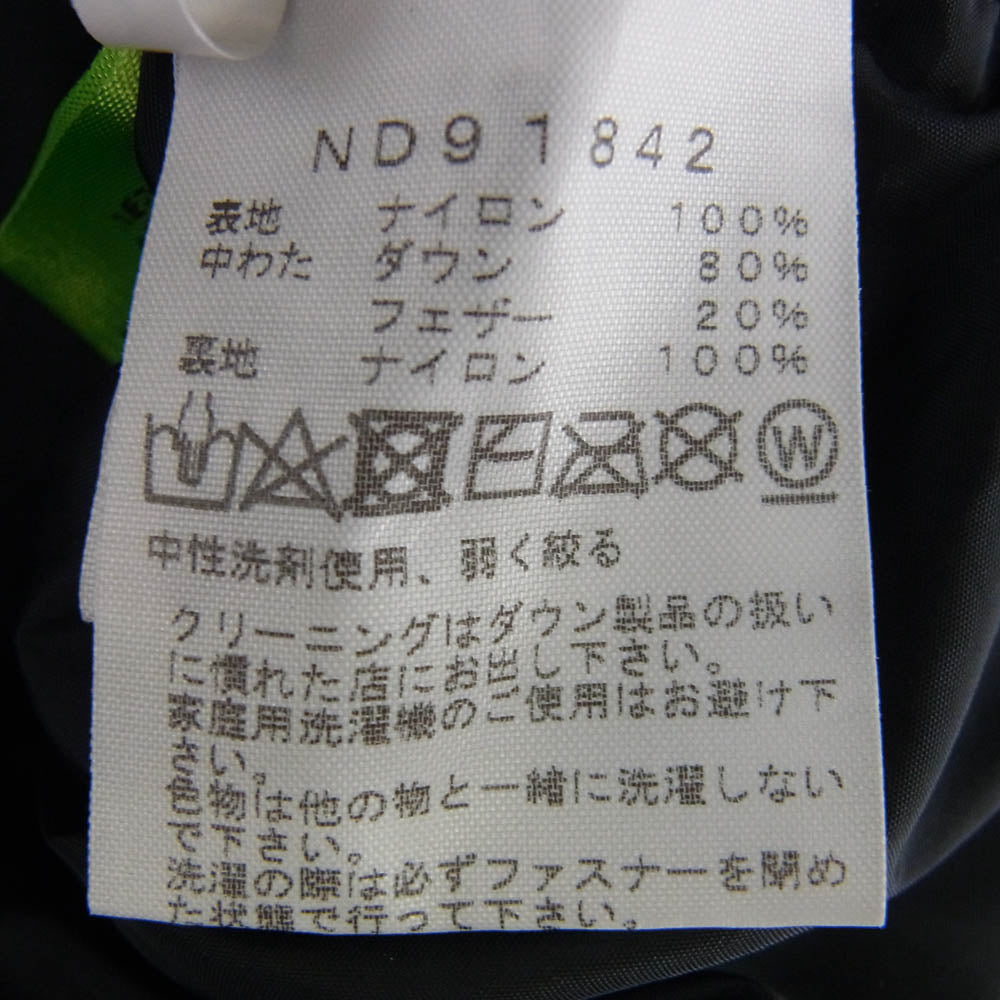 ND91842
表地 ナイロン 100%
中わた ダウン 80%
フェザー 20%
裏地 ナイロン 100%
W
中性洗剤使用、弱く絞る
クリーニングはダウン製品の扱い
に慣れた店にお出し下さい。
家庭用洗濯機のご使用はお避け下
さい。
色物は他の物と一緒に洗濯しない
で下さい。
洗濯の際は必ずファスナーを閉め
た状態で行って下さい。